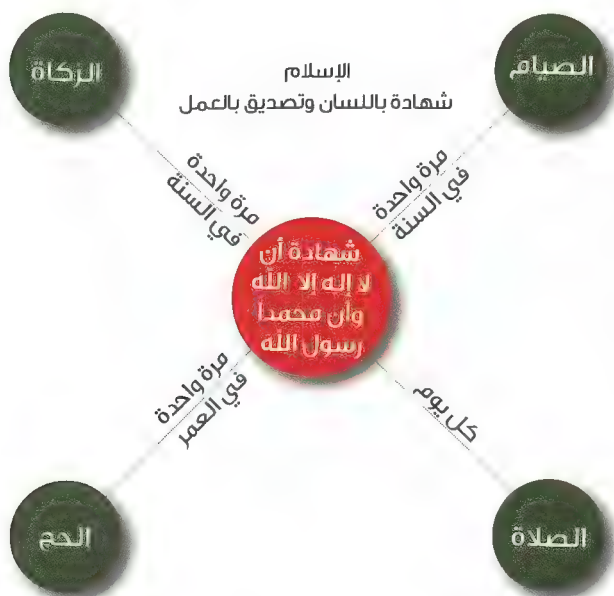 الصيام
الزكاة
الإسلام
شهادة باللسان وتصديق بالعمل
مرة واحدة
في السنة
مرة واحدة
في السنة
شهادة أن
لا إله إلا الله
وأن محمدا
رسول الله
كل يوم
مرة واحدة
في العمر
الصلاة
الحج